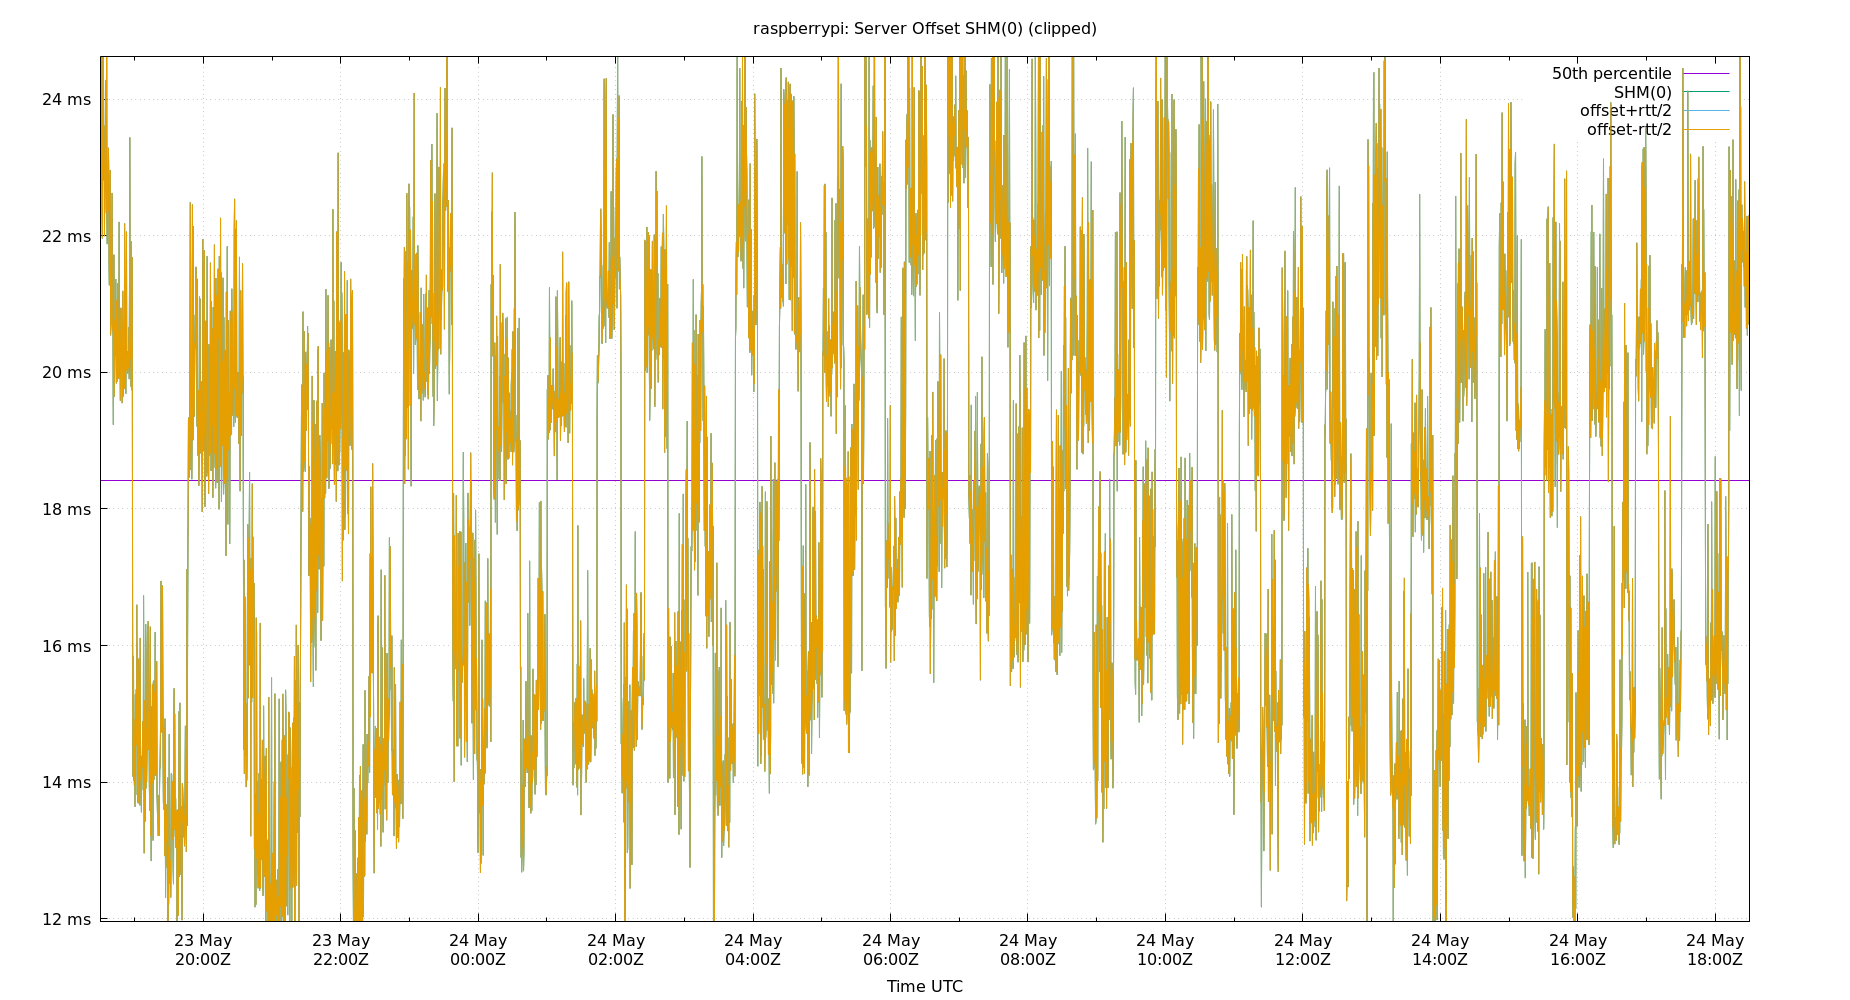 raspberrypi: Server Offset SHM(0) (clipped)
50th percentile
SHM(0)
offset+rtt/2
offset-rtt/2
24 ms
22 ms
20 ms
18 ms
16 ms
14 ms
12 ms
23 May 23 May 24 May 24 May 24 May 24 May 24 May 24 May 24 May 24 May 24 May 24 May
20:00Z 22:00Z 00:00Z 02:00Z 04:00Z 06:00Z 08:00Z 10:00Z 12:00Z 14:00Z 16:00Z 18:00Z
Time UTC